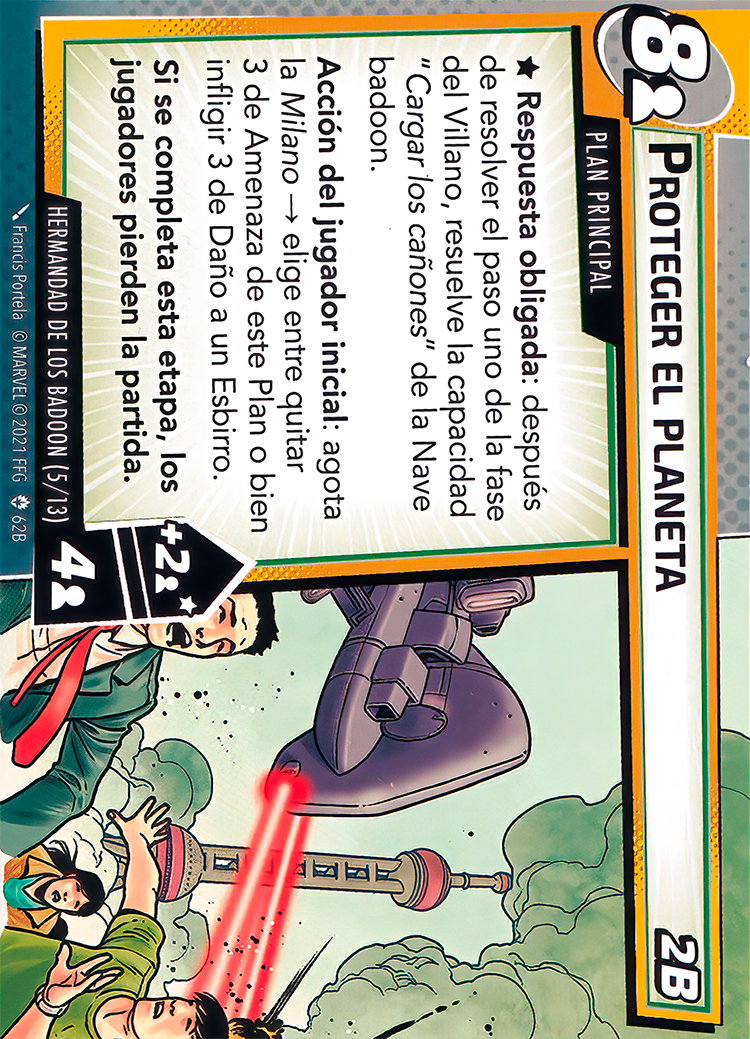 8
PROTEGER EL PLANETA
2B
PLAN PRINCIPAL
★ Respuesta obligada: después
de resolver el paso uno de la fase
del Villano, resuelve la capacidad
"Cargar los cañones" de la Nave
badoon.
Acción del jugador inicial: agota
la Milano → elige entre quitar
3 de Amenaza de este Plan o bien
infligir 3 de Daño a un Esbirro.
Si se completa esta etapa, los
jugadores pierden la partida.
+2 ★
4
HERMANDAD DE LOS BADOON (5/13)
Francis Portela © MARVEL © 2021 FFG 62B